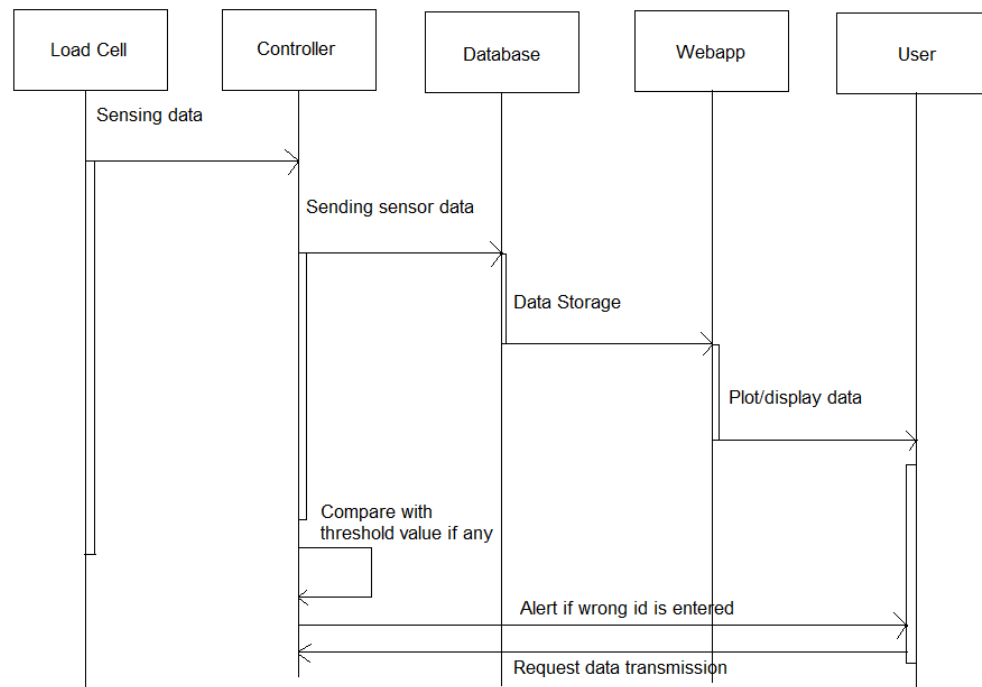 Load Cell
Controller
Database
Webapp
User
Sensing data
Sending sensor data
Data Storage
Plot/display data
Compare with
threshold value if any
Alert if wrong id is entered
Request data transmission